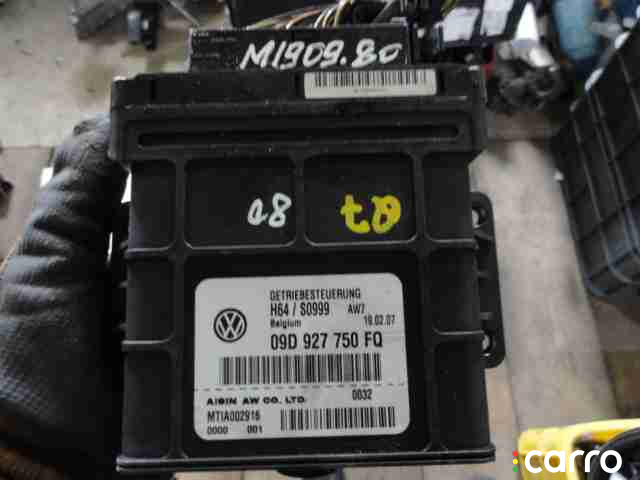 M1909.80
08
07
GETRIEBESTEUERUNG
H64 / S0999 AW7
Belgium 19.02.07
09D 927 750 FQ
AISIN AW CO., LTD. 0032
MTIA002916
0000 001
carro